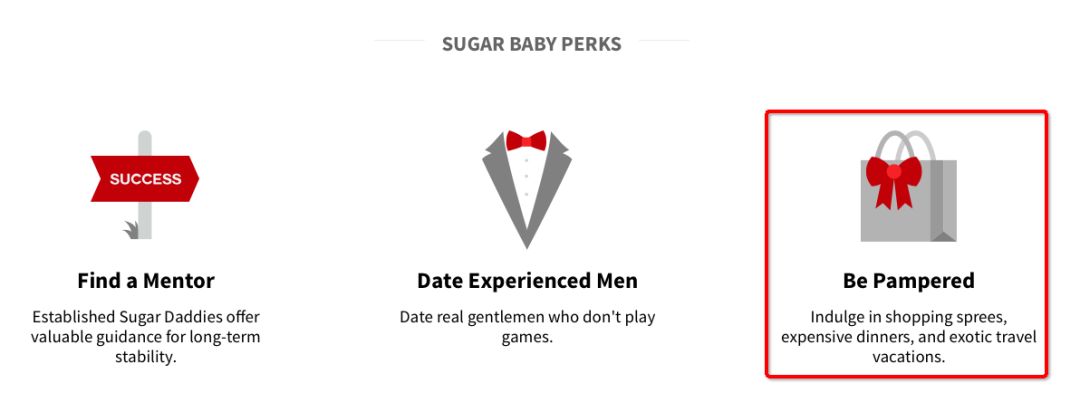 SUGAR BABY PERKS
SUCCESS
Find a Mentor
Established Sugar Daddies offer
valuable guidance for long-term
stability.
Date Experienced Men
Date real gentlemen who don't play
games.
Be Pampered
Indulge in shopping sprees,
expensive dinners, and exotic travel
vacations.